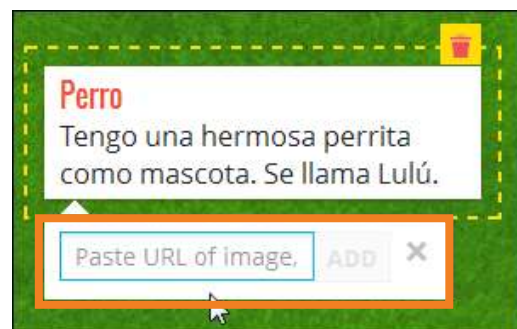 Perro
Tengo una hermosa perrita
como mascota. Se llama Lulú.
Paste URL of image, ADD ×